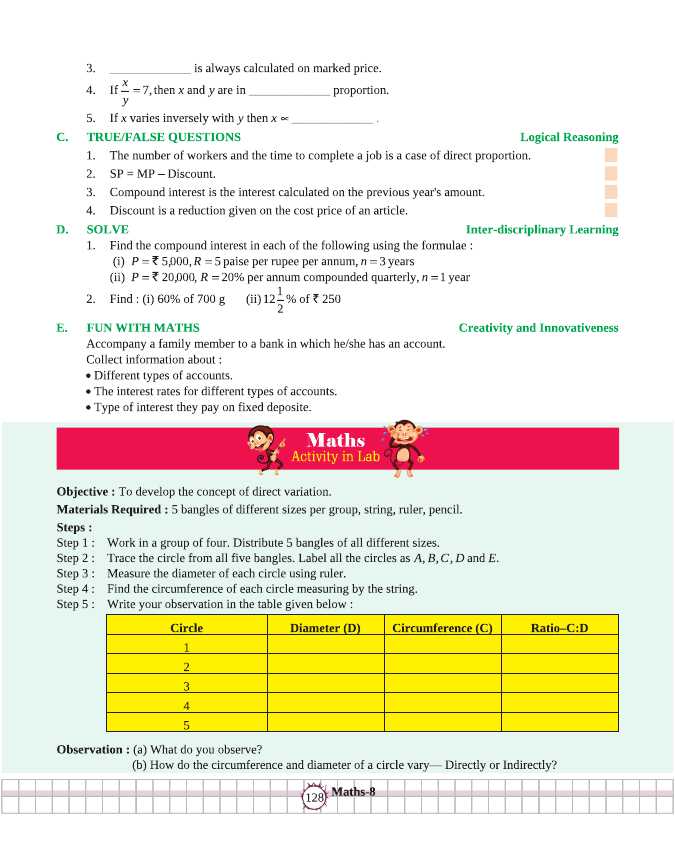 3. _____________ is always calculated on marked price.
4. If x/y = 7, then x and y are in _____________ proportion.
5. If x varies inversely with y then x ∝ _____________ .
C. TRUE/FALSE QUESTIONS Logical Reasoning
1. The number of workers and the time to complete a job is a case of direct proportion.
2. SP = MP – Discount.
3. Compound interest is the interest calculated on the previous year's amount.
4. Discount is a reduction given on the cost price of an article.
D. SOLVE Inter-discriplinary Learning
1. Find the compound interest in each of the following using the formulae :
(i) P = ₹ 5,000, R = 5 paise per rupee per annum, n = 3 years
(ii) P = ₹ 20,000, R = 20% per annum compounded quarterly, n = 1 year
2. Find : (i) 60% of 700 g (ii) 12 1/2 % of ₹ 250
E. FUN WITH MATHS Creativity and Innovativeness
Accompany a family member to a bank in which he/she has an account.
Collect information about :
• Different types of accounts.
• The interest rates for different types of accounts.
• Type of interest they pay on fixed deposite.
Maths
Activity in Lab
Objective : To develop the concept of direct variation.
Materials Required : 5 bangles of different sizes per group, string, ruler, pencil.
Steps :
Step 1 : Work in a group of four. Distribute 5 bangles of all different sizes.
Step 2 : Trace the circle from all five bangles. Label all the circles as A, B, C, D and E.
Step 3 : Measure the diameter of each circle using ruler.
Step 4 : Find the circumference of each circle measuring by the string.
Step 5 : Write your observation in the table given below :
Circle Diameter (D) Circumference (C) Ratio–C:D
1
2
3
4
5
Observation : (a) What do you observe?
(b) How do the circumference and diameter of a circle vary— Directly or Indirectly?
128 Maths-8